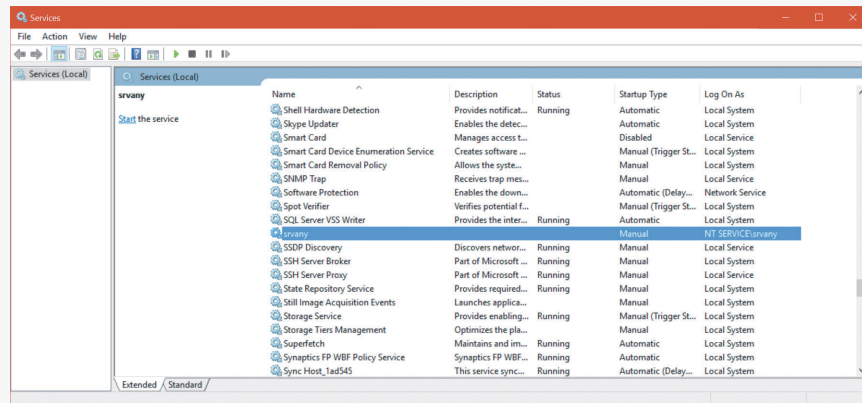 Services
File Action View Help
Services (Local)
Services (Local)
srvany
Start the service
Name Description Status Startup Type Log On As
Shell Hardware Detection Provides notificat... Running Automatic Local System
Skype Updater Enables the detec... Automatic Local System
Smart Card Manages access t... Disabled Local Service
Smart Card Device Enumeration Service Creates software ... Manual (Trigger St... Local System
Smart Card Removal Policy Allows the syste... Manual Local System
SNMP Trap Receives trap mes... Manual Local Service
Software Protection Enables the down... Automatic (Delay... Network Service
Spot Verifier Verifies potential f... Manual (Trigger St... Local System
SQL Server VSS Writer Provides the inter... Running Automatic Local System
srvany Manual NT SERVICE\srvany
SSDP Discovery Discovers networ... Running Manual Local Service
SSH Server Broker Part of Microsoft ... Running Manual Local System
SSH Server Proxy Part of Microsoft ... Running Manual Local System
State Repository Service Provides required... Running Manual Local System
Still Image Acquisition Events Launches applica... Manual Local System
Storage Service Provides enabling... Running Manual (Trigger St... Local System
Storage Tiers Management Optimizes the pla... Manual Local System
Superfetch Maintains and im... Running Automatic Local System
Synaptics FP WBF Policy Service Synaptics FP WBF... Running Automatic Local System
Sync Host_1ad545 This service sync... Running Automatic (Delay... Local System
Extended Standard